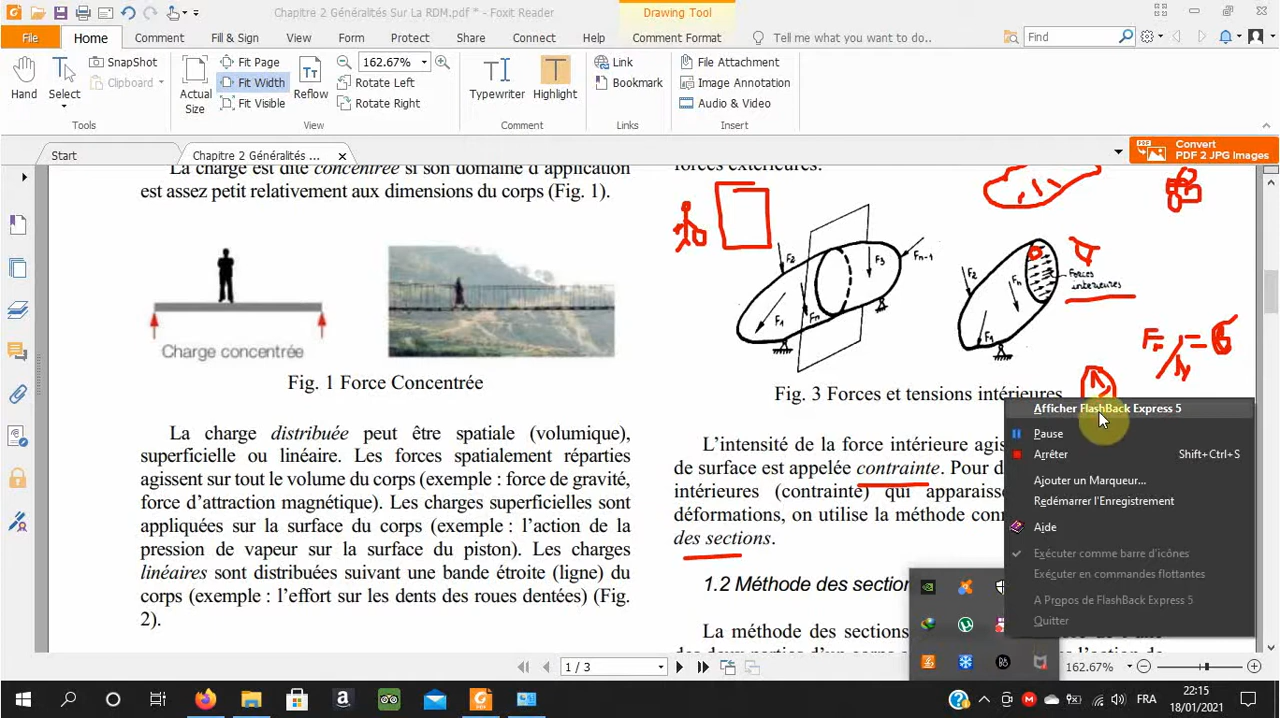 Chapitre 2 Généralités Sur La RDM.pdf * - Foxit Reader
Drawing Tool
File
Home
Comment
Fill & Sign
View
Form
Protect
Share
Connect
Help
Comment Format
Tell me what you want to do..
Find
Hand
Select
SnapShot
Clipboard
Tools
Actual Size
Fit Page
Fit Width
Fit Visible
Reflow
162.67%
Rotate Left
Rotate Right
View
Typewriter
Highlight
Comment
Link
Bookmark
Links
File Attachment
Image Annotation
Audio & Video
Insert
Start
Chapitre 2 Généralités ...
Convert
PDF 2 JPG Images
La charge est dite concentrée si son domaine d'application
est assez petit relativement aux dimensions du corps (Fig. 1).
Charge concentrée
Fig. 1 Force Concentrée
La charge distribuée peut être spatiale (volumique),
superficielle ou linéaire. Les forces spatialement réparties
agissent sur tout le volume du corps (exemple : force de gravité,
force d'attraction magnétique). Les charges superficielles sont
appliquées sur la surface du corps (exemple : l'action de la
pression de vapeur sur la surface du piston). Les charges
linéaires sont distribuées suivant une bande étroite (ligne) du
corps (exemple : l'effort sur les dents des roues dentées) (Fig.
2).
forces extérieures.
F2
F3
Fn-1
F1
Fn
F2
Fn
F1
Forces
intérieures
Fig. 3 Forces et tensions intérieures
L'intensité de la force intérieure agis
de surface est appelée contrainte. Pour d
intérieures (contrainte) qui apparaiss
déformations, on utilise la méthode con
des sections.
1.2 Méthode des section
La méthode des sections
Afficher FlashBack Express 5
Pause
Arrêter Shift+Ctrl+S
Ajouter un Marqueur...
Redémarrer l'Enregistrement
Aide
Exécuter comme barre d'icônes
Exécuter en commandes flottantes
A Propos de FlashBack Express 5
Quitter
1 / 3
162.67%
FRA
22:15
18/01/2021